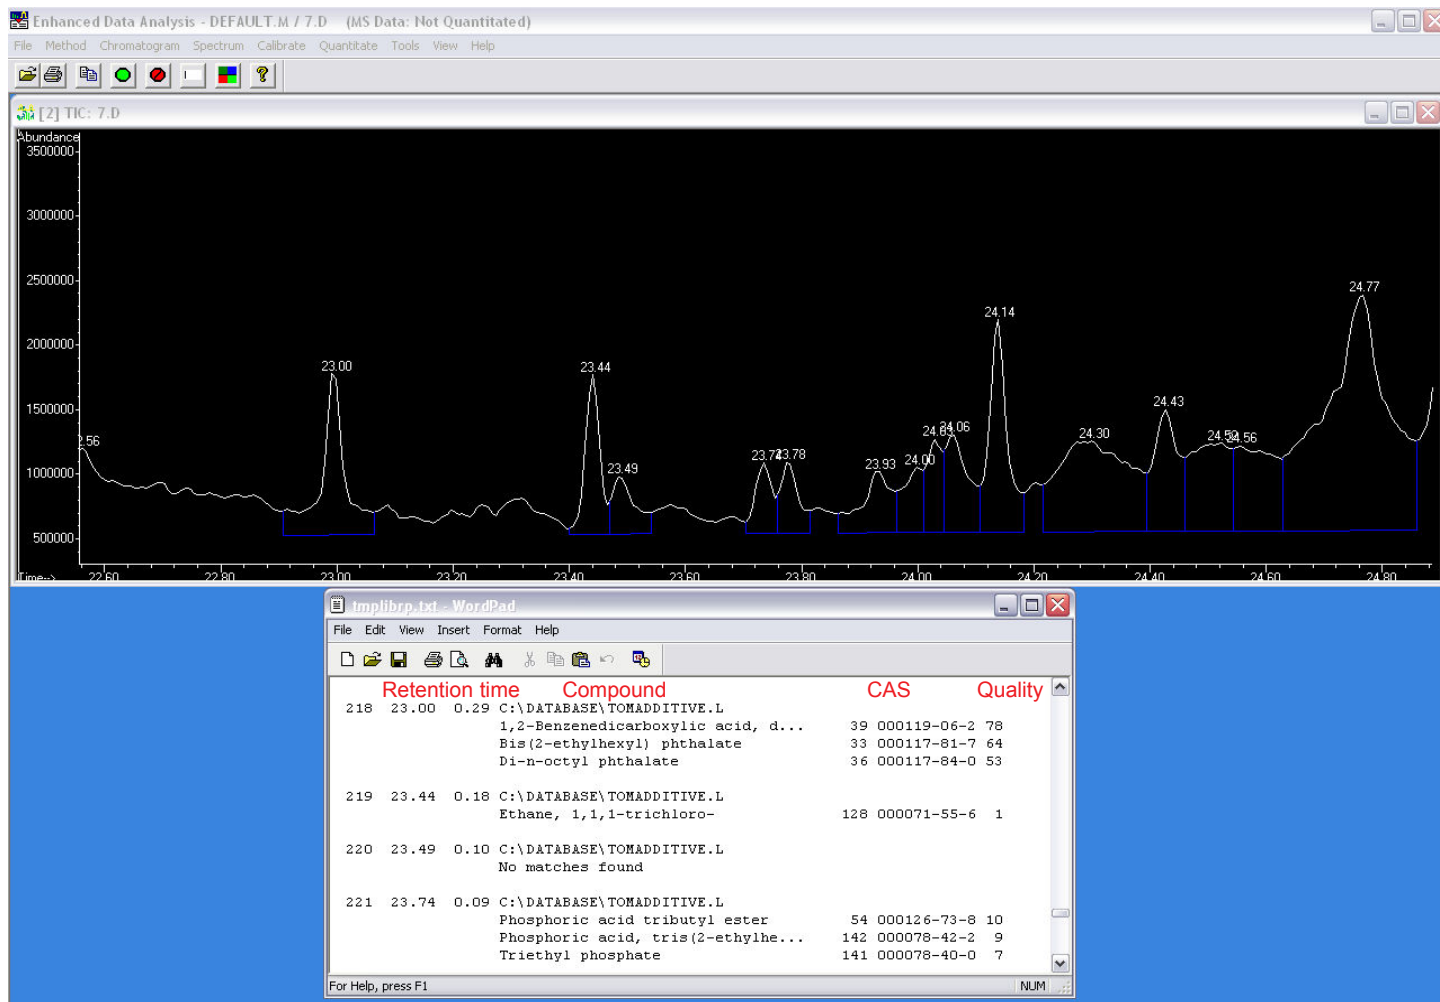 Enhanced Data Analysis - DEFAULT.M / 7.D   (MS Data: Not Quantitated)
File Method Chromatogram Spectrum Calibrate Quantitate Tools View Help
[2] TIC: 7.D
Abundance
3500000
3000000
2500000
24.77
24.14
2000000
23.00
23.44
1500000
24.43
2.56
24.03 24.06
24.30
24.52 24.56
23.49
23.74 23.78
23.93 24.00
1000000
500000
Time--> 22.60 22.80 23.00 23.20 23.40 23.60 23.80 24.00 24.20 24.40 24.60 24.80
tmplibrp.txt - WordPad
File Edit View Insert Format Help
Retention time Compound CAS Quality
218 23.00 0.29 C:\DATABASE\TOMADDITIVE.L
1,2-Benzenedicarboxylic acid, d... 39 000119-06-2 78
Bis(2-ethylhexyl) phthalate 33 000117-81-7 64
Di-n-octyl phthalate 36 000117-84-0 53
219 23.44 0.18 C:\DATABASE\TOMADDITIVE.L
Ethane, 1,1,1-trichloro- 128 000071-55-6 1
220 23.49 0.10 C:\DATABASE\TOMADDITIVE.L
No matches found
221 23.74 0.09 C:\DATABASE\TOMADDITIVE.L
Phosphoric acid tributyl ester 54 000126-73-8 10
Phosphoric acid, tris(2-ethylhe... 142 000078-42-2 9
Triethyl phosphate 141 000078-40-0 7
For Help, press F1 NUM